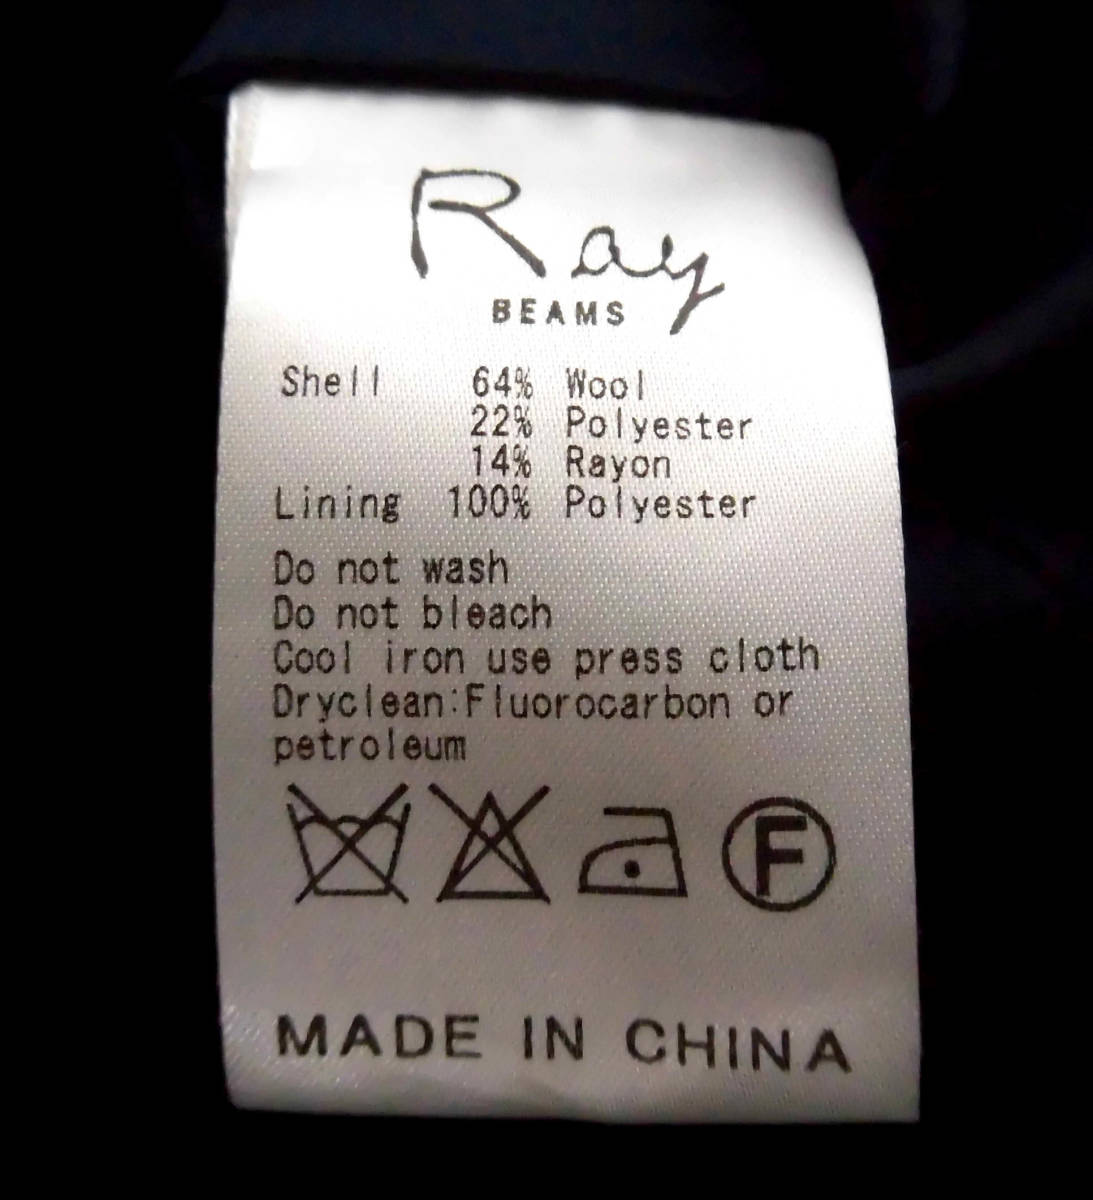 Ray
BEAMS
Shell 64% Wool
22% Polyester
14% Rayon
Lining 100% Polyester
Do not wash
Do not bleach
Cool iron use press cloth
Dryclean:Fluorocarbon or
petroleum
F
MADE IN CHINA